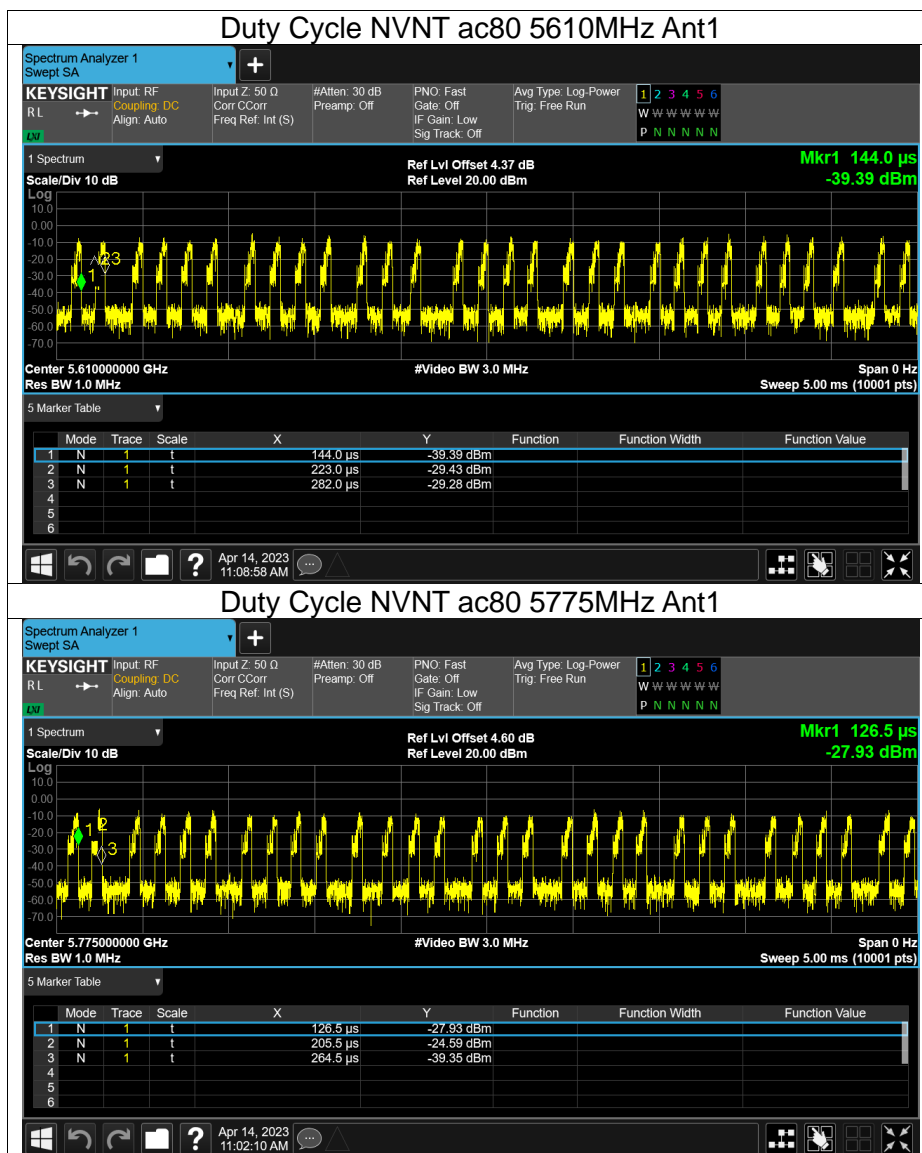 Duty Cycle NVNT ac80 5610MHz Ant1
Spectrum Analyzer 1
Swept SA
+
KEYSIGHT Input: RF Input Z: 50 Ω #Atten: 30 dB PNO: Fast Avg Type: Log-Power 1 2 3 4 5 6
RL Coupling: DC Corr CCorr Preamp: Off Gate: Off Trig: Free Run W W W W W W
Align: Auto Freq Ref: Int (S) IF Gain: Low
LXI Sig Track: Off P N N N N N
1 Spectrum Ref Lvl Offset 4.37 dB Mkr1 144.0 µs
Scale/Div 10 dB Ref Level 20.00 dBm -39.39 dBm
Log
10.0
0.00
-10.0
-20.0 2 3
-30.0 1
-40.0
-50.0
-60.0
-70.0
Center 5.610000000 GHz #Video BW 3.0 MHz Span 0 Hz
Res BW 1.0 MHz Sweep 5.00 ms (10001 pts)
5 Marker Table
Mode Trace Scale X Y Function Function Width Function Value
1 N 1 t 144.0 µs -39.39 dBm
2 N 1 t 223.0 µs -29.43 dBm
3 N 1 t 282.0 µs -29.28 dBm
4
5
6
? Apr 14, 2023
11:08:58 AM
Duty Cycle NVNT ac80 5775MHz Ant1
Spectrum Analyzer 1
Swept SA
+
KEYSIGHT Input: RF Input Z: 50 Ω #Atten: 30 dB PNO: Fast Avg Type: Log-Power 1 2 3 4 5 6
RL Coupling: DC Corr CCorr Preamp: Off Gate: Off Trig: Free Run W W W W W W
Align: Auto Freq Ref: Int (S) IF Gain: Low
LXI Sig Track: Off P N N N N N
1 Spectrum Ref Lvl Offset 4.60 dB Mkr1 126.5 µs
Scale/Div 10 dB Ref Level 20.00 dBm -27.93 dBm
Log
10.0
0.00
-10.0
-20.0 1 2
-30.0 3
-40.0
-50.0
-60.0
-70.0
Center 5.775000000 GHz #Video BW 3.0 MHz Span 0 Hz
Res BW 1.0 MHz Sweep 5.00 ms (10001 pts)
5 Marker Table
Mode Trace Scale X Y Function Function Width Function Value
1 N 1 t 126.5 µs -27.93 dBm
2 N 1 t 205.5 µs -24.59 dBm
3 N 1 t 264.5 µs -39.35 dBm
4
5
6
? Apr 14, 2023
11:02:10 AM